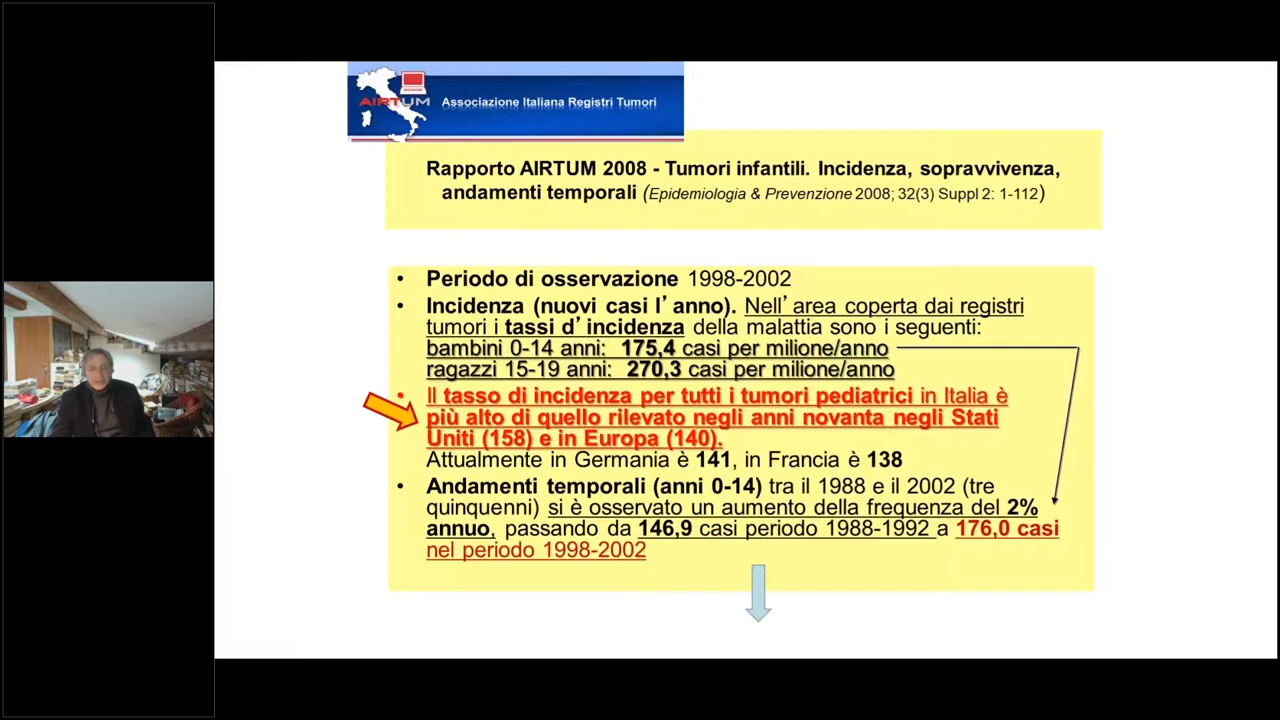 AIRTUM
Associazione Italiana Registri Tumori
Rapporto AIRTUM 2008 - Tumori infantili. Incidenza, sopravvivenza,
andamenti temporali (Epidemiologia & Prevenzione 2008; 32(3) Suppl 2: 1-112)
• Periodo di osservazione 1998-2002
• Incidenza (nuovi casi l’anno). Nell’area coperta dai registri
tumori i tassi d’incidenza della malattia sono i seguenti:
bambini 0-14 anni: 175,4 casi per milione/anno
ragazzi 15-19 anni: 270,3 casi per milione/anno
• Il tasso di incidenza per tutti i tumori pediatrici in Italia è
più alto di quello rilevato negli anni novanta negli Stati
Uniti (158) e in Europa (140).
Attualmente in Germania è 141, in Francia è 138
• Andamenti temporali (anni 0-14) tra il 1988 e il 2002 (tre
quinquenni) si è osservato un aumento della frequenza del 2%
annuo, passando da 146,9 casi periodo 1988-1992 a 176,0 casi
nel periodo 1998-2002